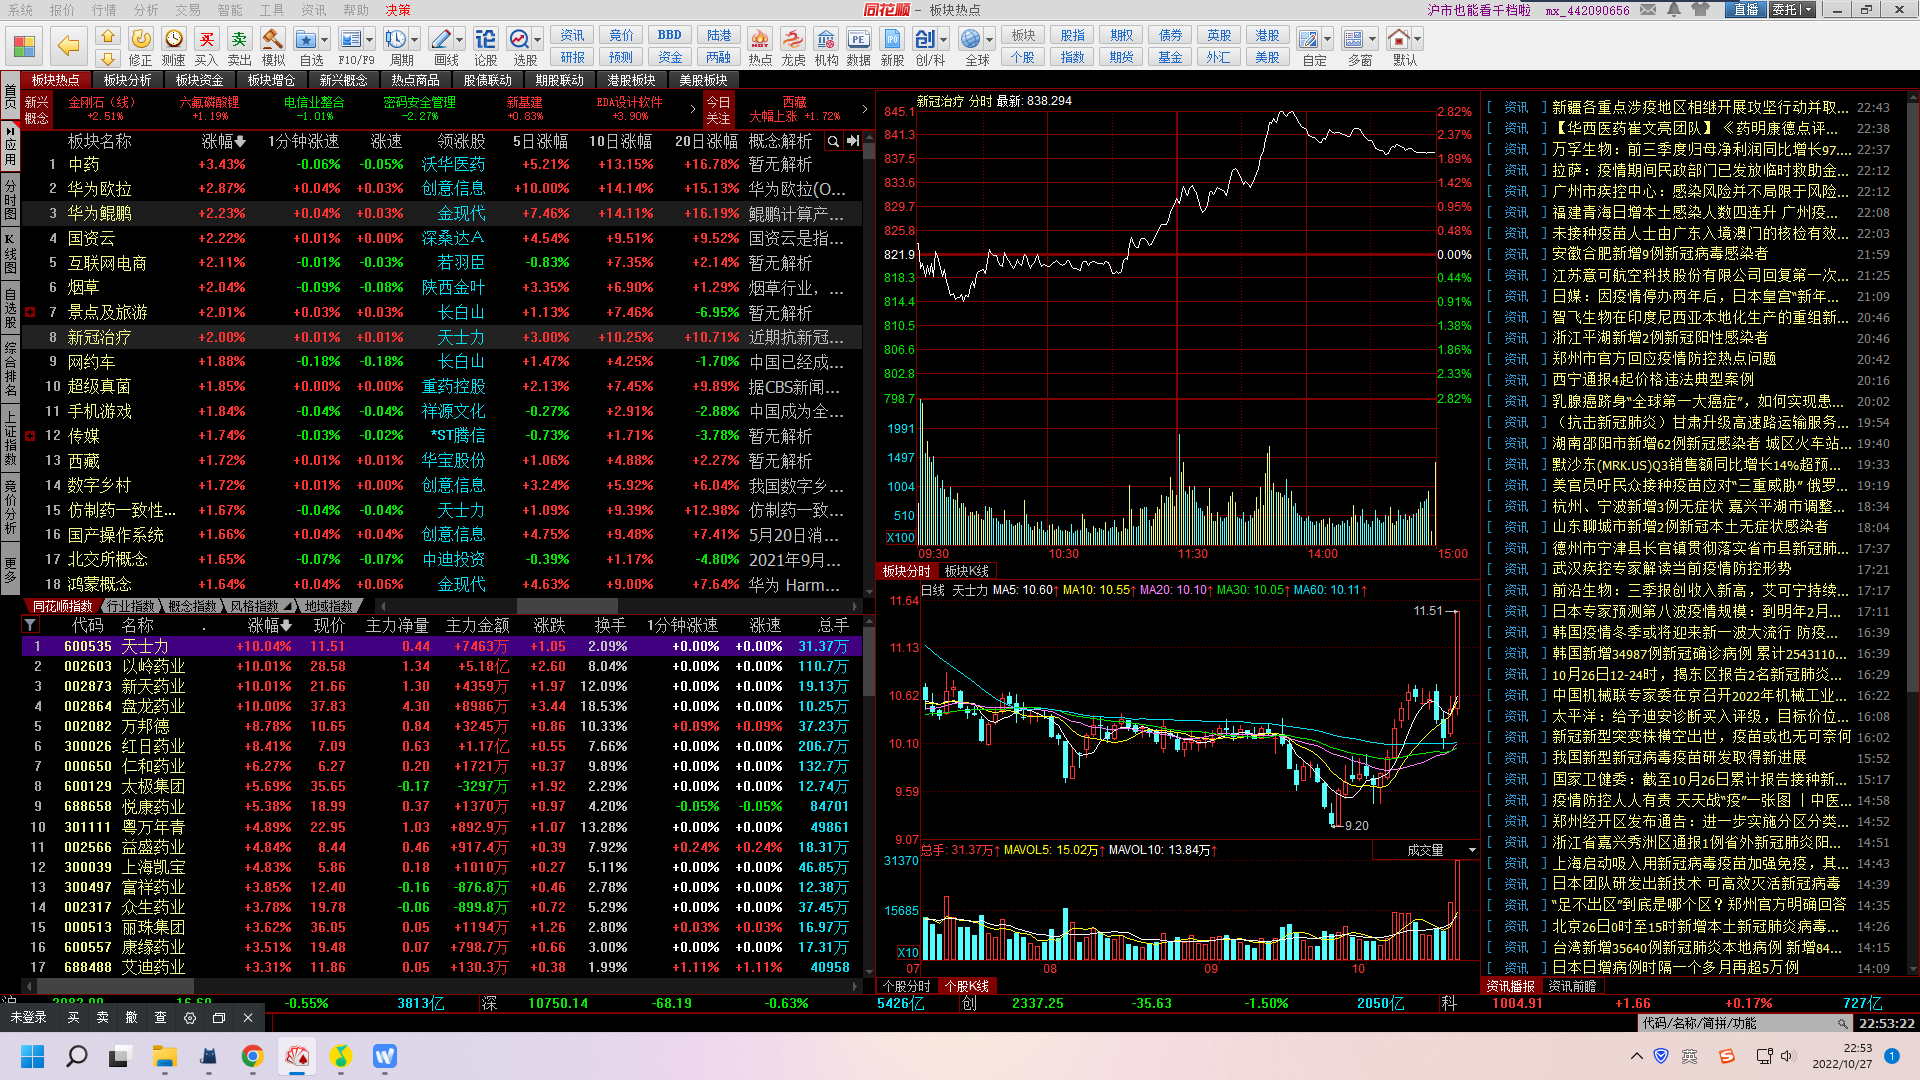 系统 报价 行情 分析 交易 智能 工具 资讯 帮助 决策
同花顺 - 板块热点
沪市也能看千档啦 mx_442090656 直播 委托
修正 测速 买入 卖出 模拟 自选 F10/F9 周期 画线 论股 选股
资讯 竞价 BBD 陆港
研报 预测 资金 两融
热点 龙虎 机构 数据 新股 创/科 全球
板块 股指 期权 债券 英股 港股
个股 指数 期货 基金 外汇 美股
自定 多窗 默认
板块热点 板块分析 板块资金 板块增仓 新兴概念 热点商品 股债联动 期股联动 港股板块 美股板块
首页 应用 分时图 K线图 自选股 综合排名 上证指数 竞价分析 更多
新兴概念 金刚石（线） +2.51% 六氟磷酸锂 +1.19% 电信业整合 -1.01% 密码安全管理 -2.27% 新基建 +0.83% EDA设计软件 +3.90% 今日关注 西藏 大幅上涨 +1.72%
板块名称 涨幅 1分钟涨速 涨速 领涨股 5日涨幅 10日涨幅 20日涨幅 概念解析
1 中药 +3.43% -0.06% -0.05% 沃华医药 +5.21% +13.15% +16.78% 暂无解析
2 华为欧拉 +2.87% +0.04% +0.03% 创意信息 +10.00% +14.14% +15.13% 华为欧拉(O...
3 华为鲲鹏 +2.23% +0.04% +0.03% 金现代 +7.46% +14.11% +16.19% 鲲鹏计算产...
4 国资云 +2.22% +0.01% +0.00% 深桑达A +4.54% +9.51% +9.52% 国资云是指...
5 互联网电商 +2.11% -0.01% -0.03% 若羽臣 -0.83% +7.35% +2.14% 暂无解析
6 烟草 +2.04% -0.09% -0.08% 陕西金叶 +3.35% +6.90% +1.29% 烟草行业，...
7 景点及旅游 +2.01% +0.03% +0.03% 长白山 +1.13% +7.46% -6.95% 暂无解析
8 新冠治疗 +2.00% +0.01% +0.01% 天士力 +3.00% +10.25% +10.71% 近期抗新冠...
9 网约车 +1.88% -0.18% -0.18% 长白山 +1.47% +4.25% -1.70% 中国已经成...
10 超级真菌 +1.85% +0.00% +0.00% 重药控股 +2.13% +7.45% +9.89% 据CBS新闻...
11 手机游戏 +1.84% -0.04% -0.04% 祥源文化 -0.27% +2.91% -2.88% 中国成为全...
12 传媒 +1.74% -0.03% -0.02% *ST腾信 -0.73% +1.71% -3.78% 暂无解析
13 西藏 +1.72% +0.01% +0.01% 华宝股份 +1.06% +4.88% +2.27% 暂无解析
14 数字乡村 +1.72% +0.01% +0.00% 创意信息 +3.24% +5.92% +6.04% 我国数字乡...
15 仿制药一致性... +1.67% -0.04% -0.04% 天士力 +1.09% +9.39% +12.98% 仿制药一致...
16 国产操作系统 +1.66% +0.04% +0.04% 创意信息 +4.75% +9.48% +7.41% 5月20日消...
17 北交所概念 +1.65% -0.07% -0.07% 中迪投资 -0.39% +1.17% -4.80% 2021年9月...
18 鸿蒙概念 +1.64% +0.04% +0.06% 金现代 +4.63% +9.00% +7.64% 华为 Harm...
同花顺指数 行业指数 概念指数 风格指数 地域指数
代码 名称 . 涨幅 现价 主力净量 主力金额 涨跌 换手 1分钟涨速 涨速 总手
1 600535 天士力 +10.04% 11.51 0.44 +7463万 +1.05 2.09% +0.00% +0.00% 31.37万
2 002603 以岭药业 +10.01% 28.58 1.34 +5.18亿 +2.60 8.04% +0.00% +0.00% 110.7万
3 002873 新天药业 +10.01% 21.66 1.30 +4359万 +1.97 12.09% +0.00% +0.00% 19.13万
4 002864 盘龙药业 +10.00% 37.83 4.30 +8986万 +3.44 18.53% +0.00% +0.00% 10.25万
5 002082 万邦德 +8.78% 10.65 0.84 +3245万 +0.86 10.33% +0.09% +0.09% 37.23万
6 300026 红日药业 +8.41% 7.09 0.63 +1.17亿 +0.55 7.66% +0.00% +0.00% 206.7万
7 000650 仁和药业 +6.27% 6.27 0.20 +1721万 +0.37 9.89% +0.00% +0.00% 132.7万
8 600129 太极集团 +5.69% 35.65 -0.17 -3297万 +1.92 2.29% +0.00% +0.00% 12.74万
9 688658 悦康药业 +5.38% 18.99 0.37 +1370万 +0.97 4.20% -0.05% -0.05% 84701
10 301111 粤万年青 +4.89% 22.95 1.03 +892.9万 +1.07 13.28% +0.00% +0.00% 49861
11 002566 益盛药业 +4.84% 8.44 0.46 +917.4万 +0.39 7.92% +0.24% +0.24% 18.31万
12 300039 上海凯宝 +4.83% 5.86 0.18 +1010万 +0.27 5.11% +0.00% +0.00% 46.85万
13 300497 富祥药业 +3.85% 12.40 -0.16 -876.8万 +0.46 2.78% +0.00% +0.00% 12.38万
14 002317 众生药业 +3.78% 19.78 -0.06 -899.8万 +0.72 5.29% +0.00% +0.00% 37.45万
15 000513 丽珠集团 +3.62% 36.05 0.05 +1194万 +1.26 2.80% +0.03% +0.03% 16.97万
16 600557 康缘药业 +3.51% 19.48 0.07 +798.7万 +0.66 3.00% +0.00% +0.00% 17.31万
17 688488 艾迪药业 +3.31% 11.86 0.05 +130.3万 +0.38 1.99% +1.11% +1.11% 40958
新冠治疗 分时 最新: 838.294
845.1 2.82%
841.3 2.37%
837.5 1.89%
833.6 1.42%
829.7 0.95%
825.8 0.48%
821.9 0.00%
818.3 0.44%
814.4 0.91%
810.5 1.38%
806.6 1.86%
802.8 2.33%
798.7 2.82%
1991
1497
1004
510
X100
09:30 10:30 11:30 14:00 15:00
板块分时 板块K线
日线 天士力 MA5: 10.60↑ MA10: 10.55↑ MA20: 10.10↑ MA30: 10.05↑ MA60: 10.11↑
11.64
11.51
11.13
10.62
10.10
9.59
9.20
9.07
总手: 31.37万↑ MAVOL5: 15.02万↑ MAVOL10: 13.84万↑ 成交量
31370
15685
X10
07 08 09 10
个股分时 个股K线
[ 资讯 ] 新疆各重点涉疫地区相继开展攻坚行动并取... 22:43
[ 资讯 ] 【华西医药崔文亮团队】《药明康德点评... 22:38
[ 资讯 ] 万孚生物：前三季度归母净利润同比增长97.... 22:37
[ 资讯 ] 拉萨：疫情期间民政部门已发放临时救助金... 22:12
[ 资讯 ] 广州市疾控中心：感染风险并不局限于风险... 22:12
[ 资讯 ] 福建青海日增本土感染人数四连升 广州疫... 22:08
[ 资讯 ] 未接种疫苗人士由广东入境澳门的核检有效... 22:03
[ 资讯 ] 安徽合肥新增9例新冠病毒感染者 21:59
[ 资讯 ] 江苏意可航空科技股份有限公司回复第一次... 21:25
[ 资讯 ] 日媒：因疫情停办两年后，日本皇宫“新年... 21:09
[ 资讯 ] 智飞生物在印度尼西亚本地化生产的重组新... 20:46
[ 资讯 ] 浙江平湖新增2例新冠阳性感染者 20:46
[ 资讯 ] 郑州市官方回应疫情防控热点问题 20:42
[ 资讯 ] 西宁通报4起价格违法典型案例 20:16
[ 资讯 ] 乳腺癌跻身“全球第一大癌症”，如何实现患... 20:02
[ 资讯 ] （抗击新冠肺炎）甘肃升级高速路运输服务... 19:54
[ 资讯 ] 湖南邵阳市新增62例新冠感染者 城区火车站... 19:40
[ 资讯 ] 默沙东(MRK.US)Q3销售额同比增长14%超预... 19:33
[ 资讯 ] 美官员吁民众接种疫苗应对“三重威胁” 俄罗... 19:19
[ 资讯 ] 杭州、宁波新增3例无症状 嘉兴平湖市调整... 18:34
[ 资讯 ] 山东聊城市新增2例新冠本土无症状感染者 18:04
[ 资讯 ] 德州市宁津县长官镇贯彻落实省市县新冠肺... 17:37
[ 资讯 ] 武汉疾控专家解读当前疫情防控形势 17:21
[ 资讯 ] 前沿生物：三季报创收入新高，艾可宁持续... 17:17
[ 资讯 ] 日本专家预测第八波疫情规模：到明年2月... 17:11
[ 资讯 ] 韩国疫情冬季或将迎来新一波大流行 防疫... 16:39
[ 资讯 ] 韩国新增34987例新冠确诊病例 累计2543110... 16:39
[ 资讯 ] 10月26日12-24时，揭东区报告2名新冠肺炎... 16:29
[ 资讯 ] 中国机械联专家委在京召开2022年机械工业... 16:22
[ 资讯 ] 太平洋：给予迪安诊断买入评级，目标价位... 16:08
[ 资讯 ] 新冠新型突变株横空出世，疫苗或也无可奈何 16:02
[ 资讯 ] 我国新型新冠病毒疫苗研发取得新进展 15:52
[ 资讯 ] 国家卫健委：截至10月26日累计报告接种新... 15:17
[ 资讯 ] 疫情防控人人有责 天天战“疫”一张图 | 中医... 14:58
[ 资讯 ] 郑州经开区发布通告：进一步实施分区分类... 14:52
[ 资讯 ] 浙江省嘉兴秀洲区通报1例省外新冠肺炎阳... 14:51
[ 资讯 ] 上海启动吸入用新冠病毒疫苗加强免疫，其... 14:43
[ 资讯 ] 日本团队研发出新技术 可高效灭活新冠病毒 14:39
[ 资讯 ] “足不出区”到底是哪个区？郑州官方明确回答 14:35
[ 资讯 ] 北京26日0时至15时新增本土新冠肺炎病毒... 14:26
[ 资讯 ] 台湾新增35640例新冠肺炎本地病例 新增84... 14:15
[ 资讯 ] 日本日增病例时隔一个多月再超5万例 14:09
资讯播报 资讯前瞻
-0.55% 3813亿 深 10750.14 -68.19 -0.63% 5426亿 创 2337.25 -35.63 -1.50% 2050亿 科 1004.91 +1.66 +0.17% 727亿
未登录 买 卖 撤 查
代码/名称/简拼/功能 22:53:22
英 22:53
2022/10/27 1